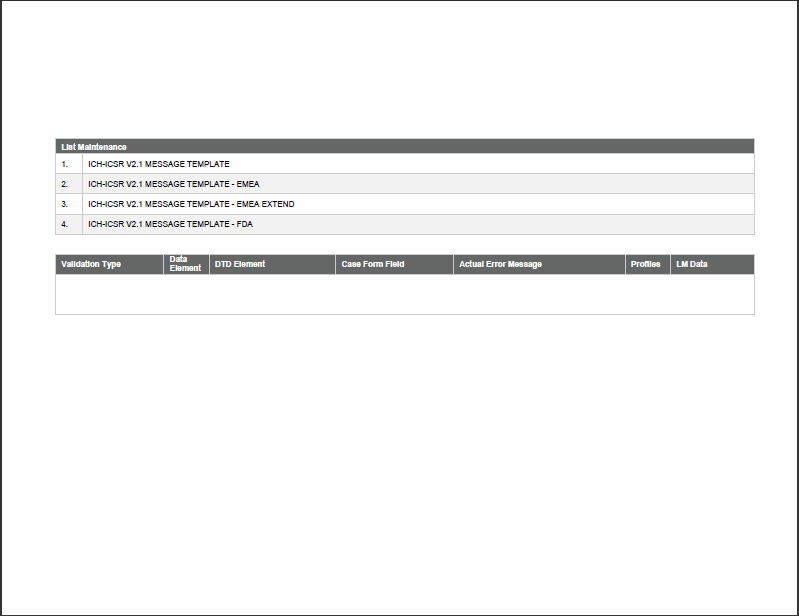 List Maintenance
1. ICH-ICSR V2.1 MESSAGE TEMPLATE
2. ICH-ICSR V2.1 MESSAGE TEMPLATE - EMEA
3. ICH-ICSR V2.1 MESSAGE TEMPLATE - EMEA EXTEND
4. ICH-ICSR V2.1 MESSAGE TEMPLATE - FDA
Validation Type Data Element DTD Element Case Form Field Actual Error Message Profiles LM Data